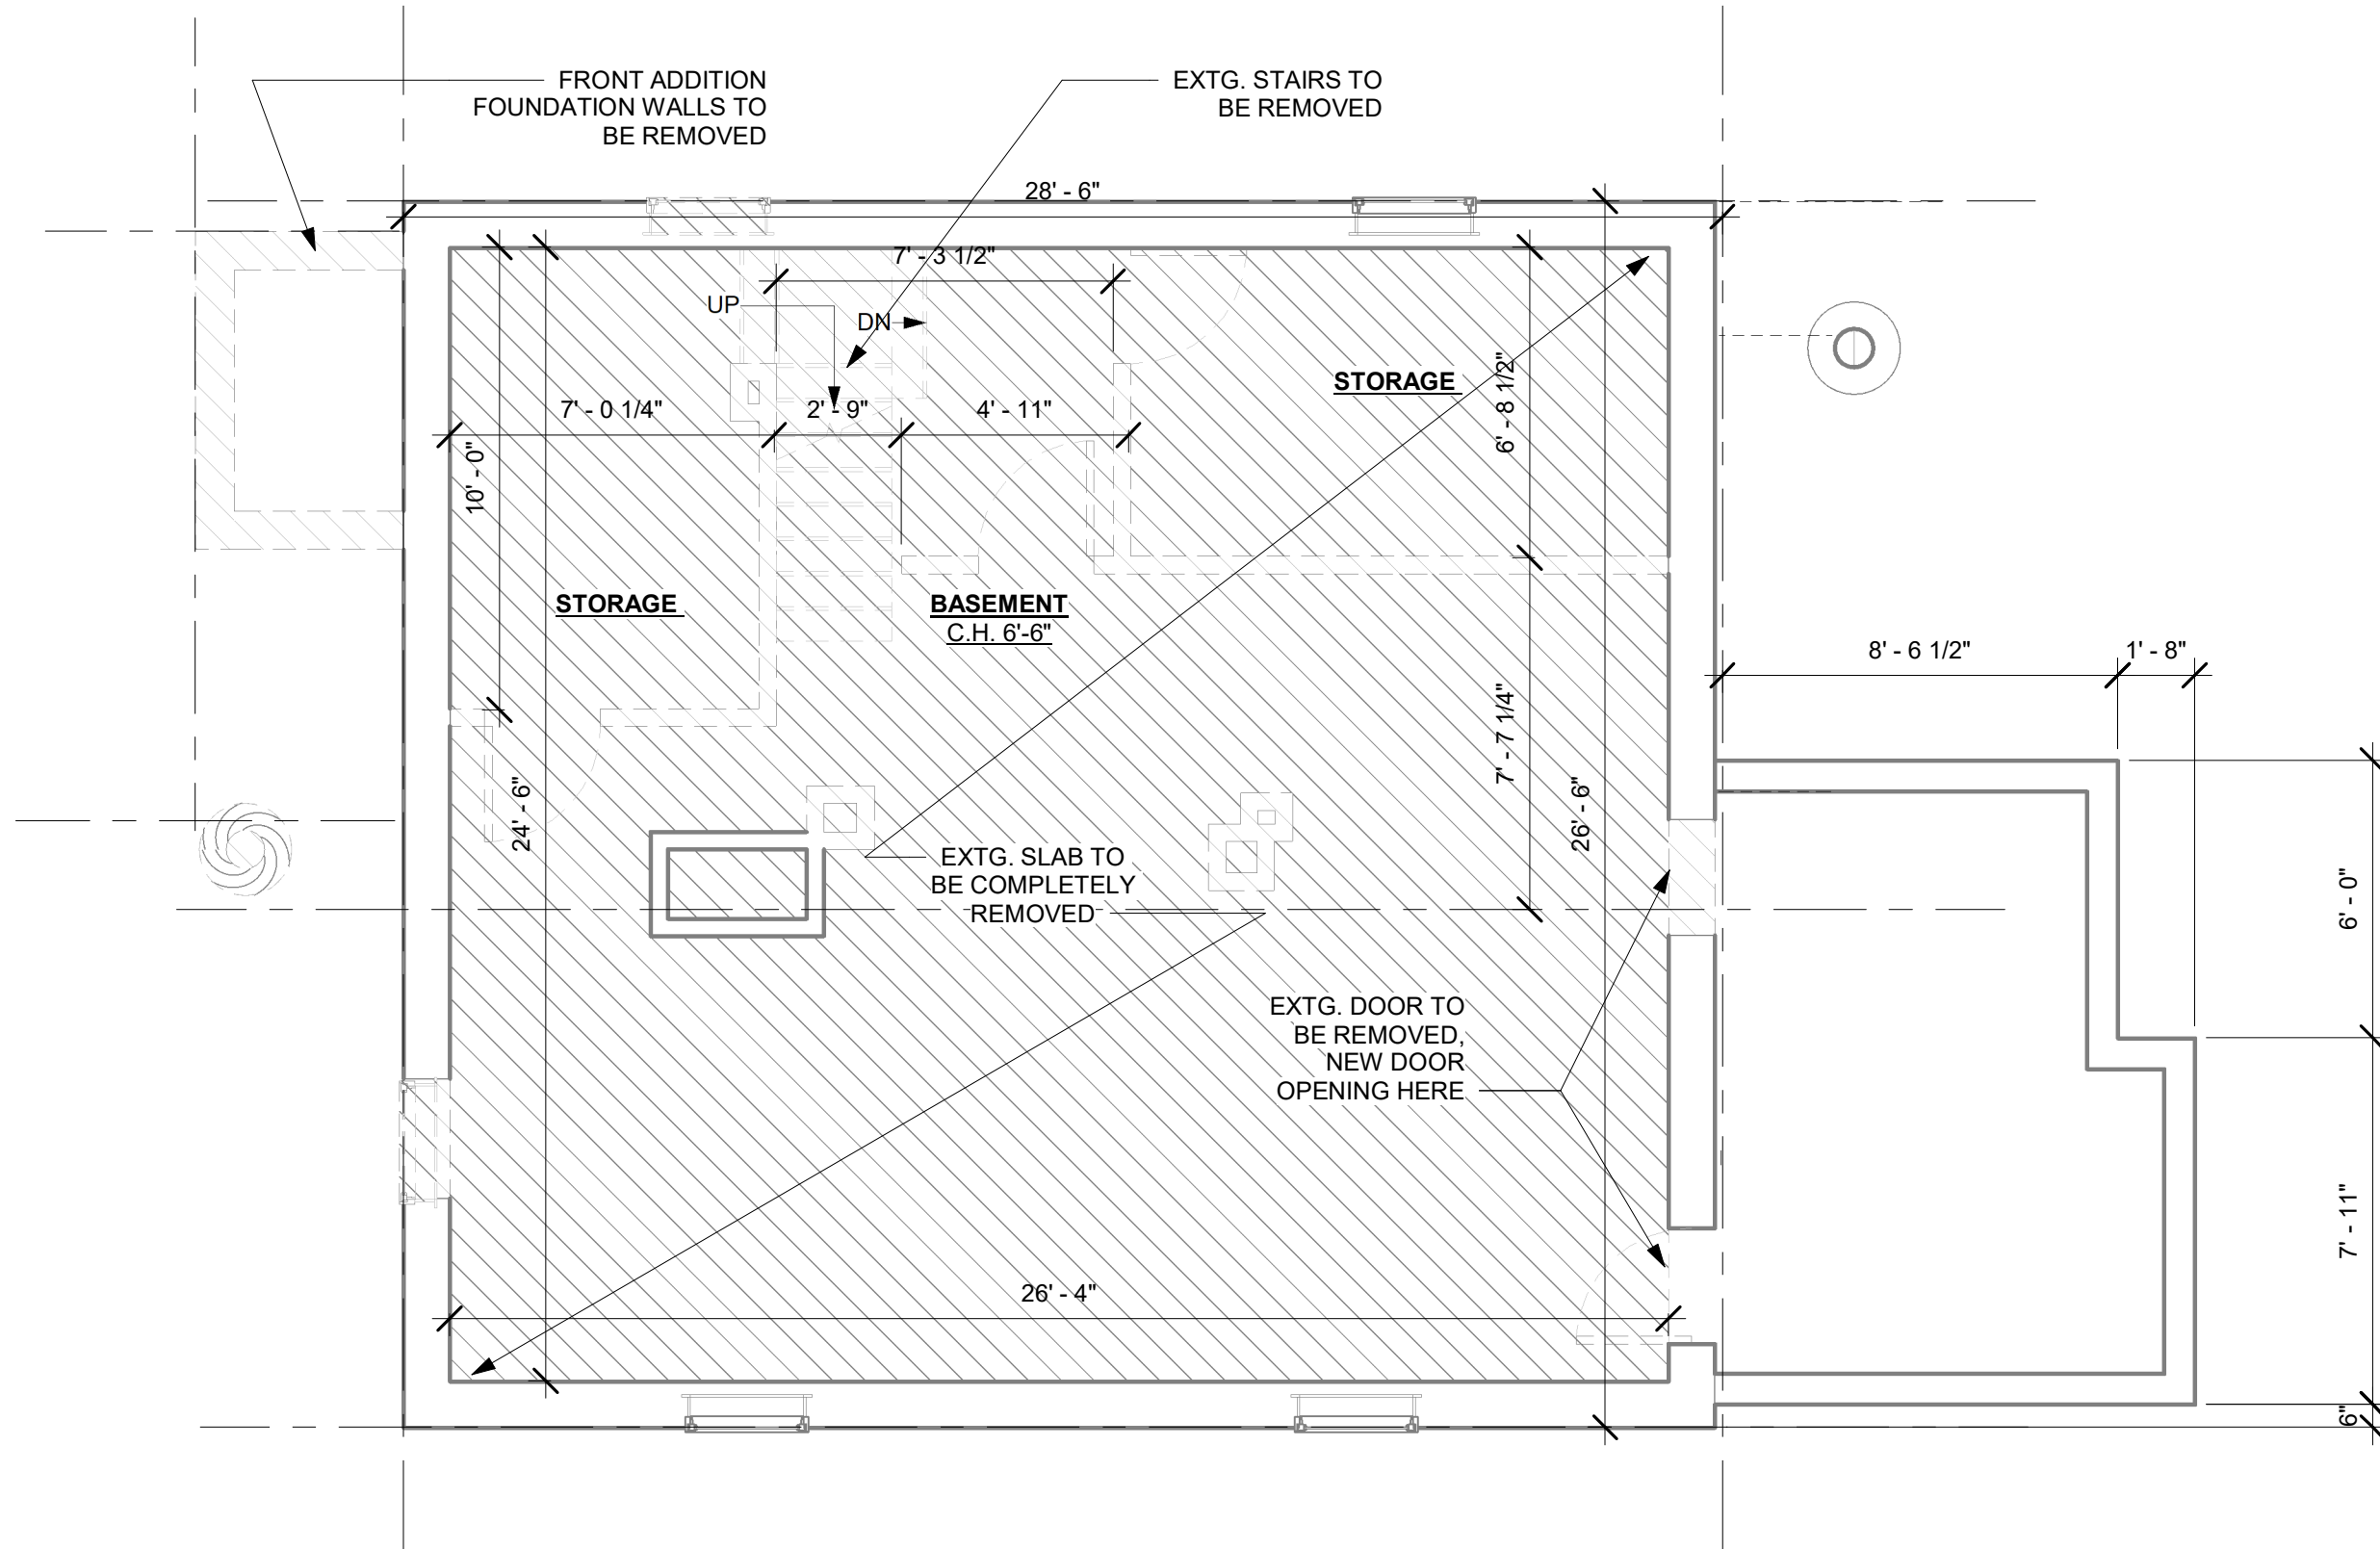 FRONT ADDITION
FOUNDATION WALLS TO
BE REMOVED
EXTG. STAIRS TO
BE REMOVED
28' - 6"
7' - 3 1/2"
UP
DN
STORAGE
6' - 8 1/2"
7' - 0 1/4"
2' - 9"
4' - 11"
10' - 0"
STORAGE
BASEMENT
C.H. 6'-6"
8' - 6 1/2"
1' - 8"
7' - 7 1/4"
24' - 6"
26' - 6"
EXTG. SLAB TO
BE COMPLETELY
REMOVED
6' - 0"
EXTG. DOOR TO
BE REMOVED,
NEW DOOR
OPENING HERE
7' - 11"
26' - 4"
6"